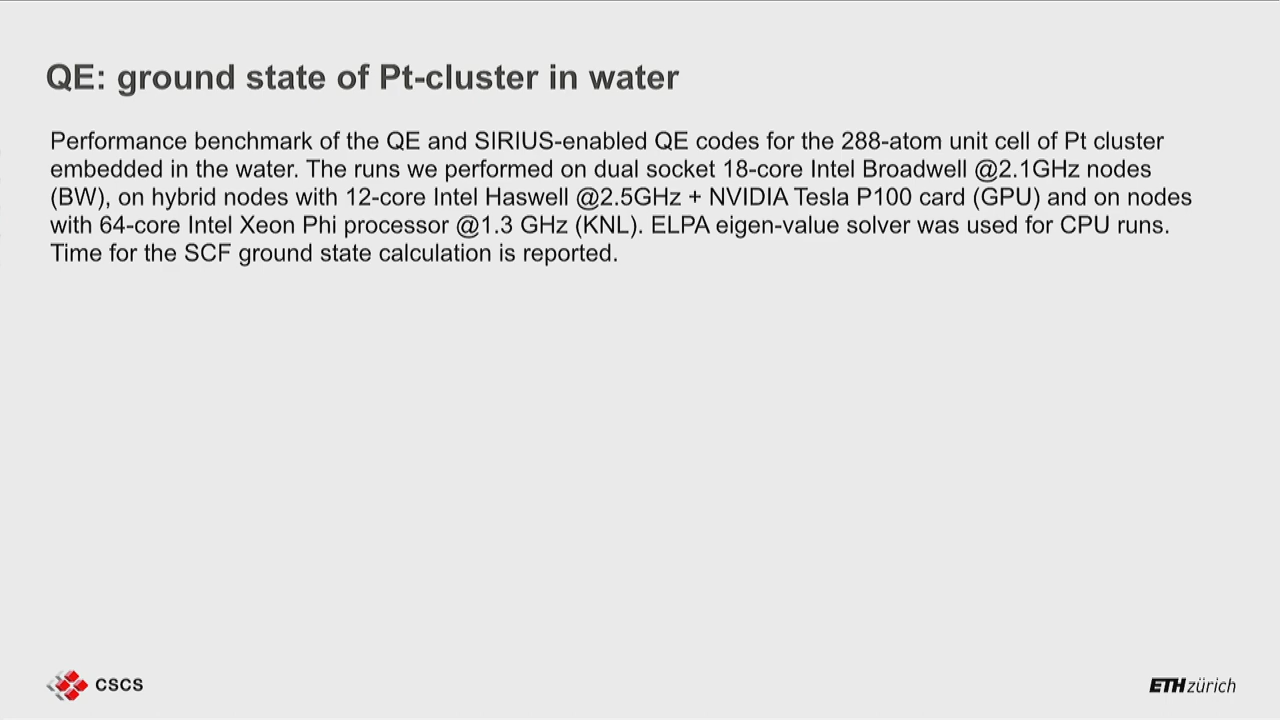 QE: ground state of Pt-cluster in water
Performance benchmark of the QE and SIRIUS-enabled QE codes for the 288-atom unit cell of Pt cluster
embedded in the water. The runs we performed on dual socket 18-core Intel Broadwell @2.1GHz nodes
(BW), on hybrid nodes with 12-core Intel Haswell @2.5GHz + NVIDIA Tesla P100 card (GPU) and on nodes
with 64-core Intel Xeon Phi processor @1.3 GHz (KNL). ELPA eigen-value solver was used for CPU runs.
Time for the SCF ground state calculation is reported.
CSCS
ETH zürich